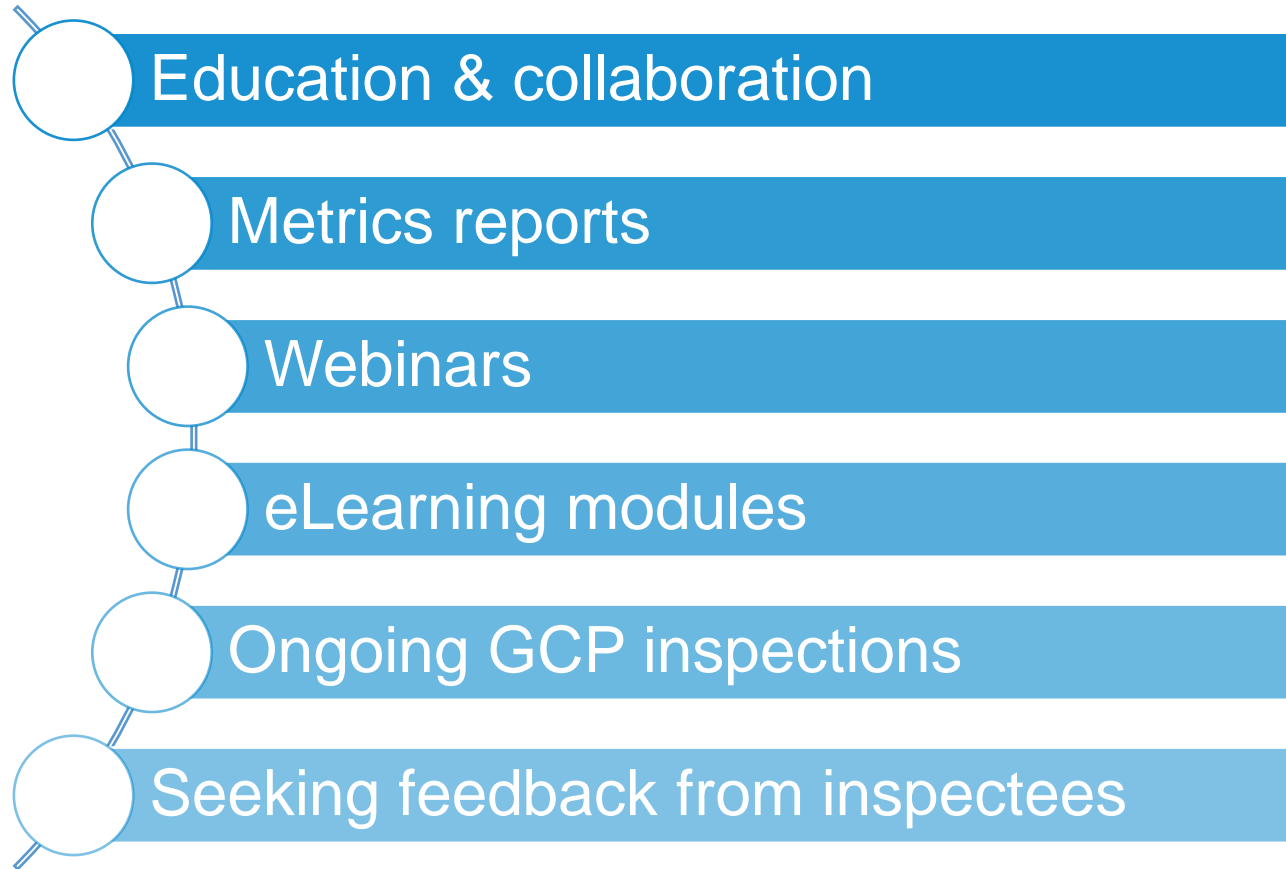 Education & collaboration
Metrics reports
Webinars
eLearning modules
Ongoing GCP inspections
Seeking feedback from inspectees